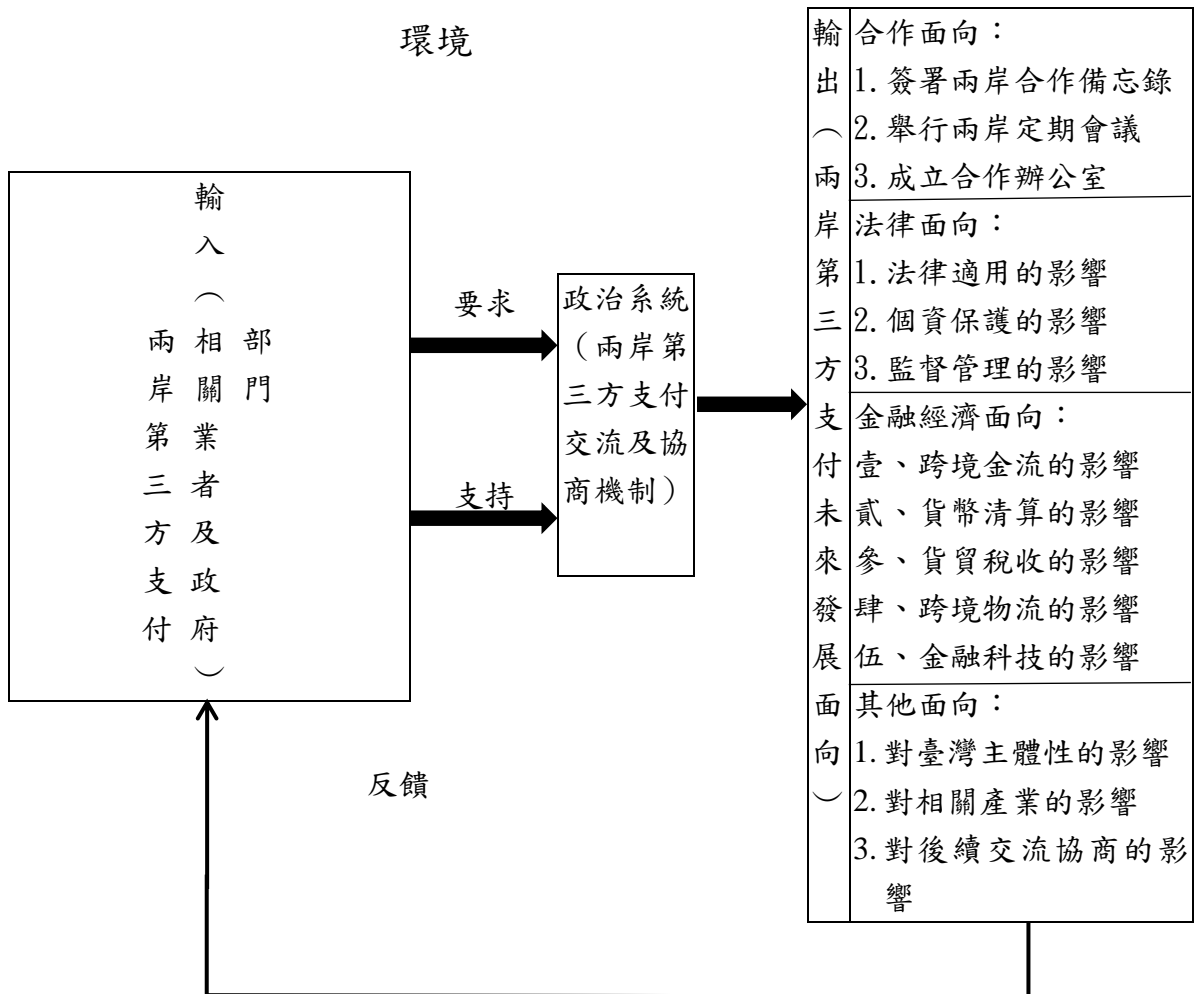 環境
輸入（
兩岸第三方支付
相關業者及政府）
部門
要求
支持
政治系統
（兩岸第
三方支付
交流及協
商機制）
輸出（兩岸第三方支付未來發展面向）
合作面向：
1.簽署兩岸合作備忘錄
2.舉行兩岸定期會議
3.成立合作辦公室
法律面向：
1.法律適用的影響
2.個資保護的影響
3.監督管理的影響
金融經濟面向：
壹、跨境金流的影響
貳、貨幣清算的影響
參、貨貿稅收的影響
肆、跨境物流的影響
伍、金融科技的影響
其他面向：
1.對臺灣主體性的影響
2.對相關產業的影響
3.對後續交流協商的影
響
反饋